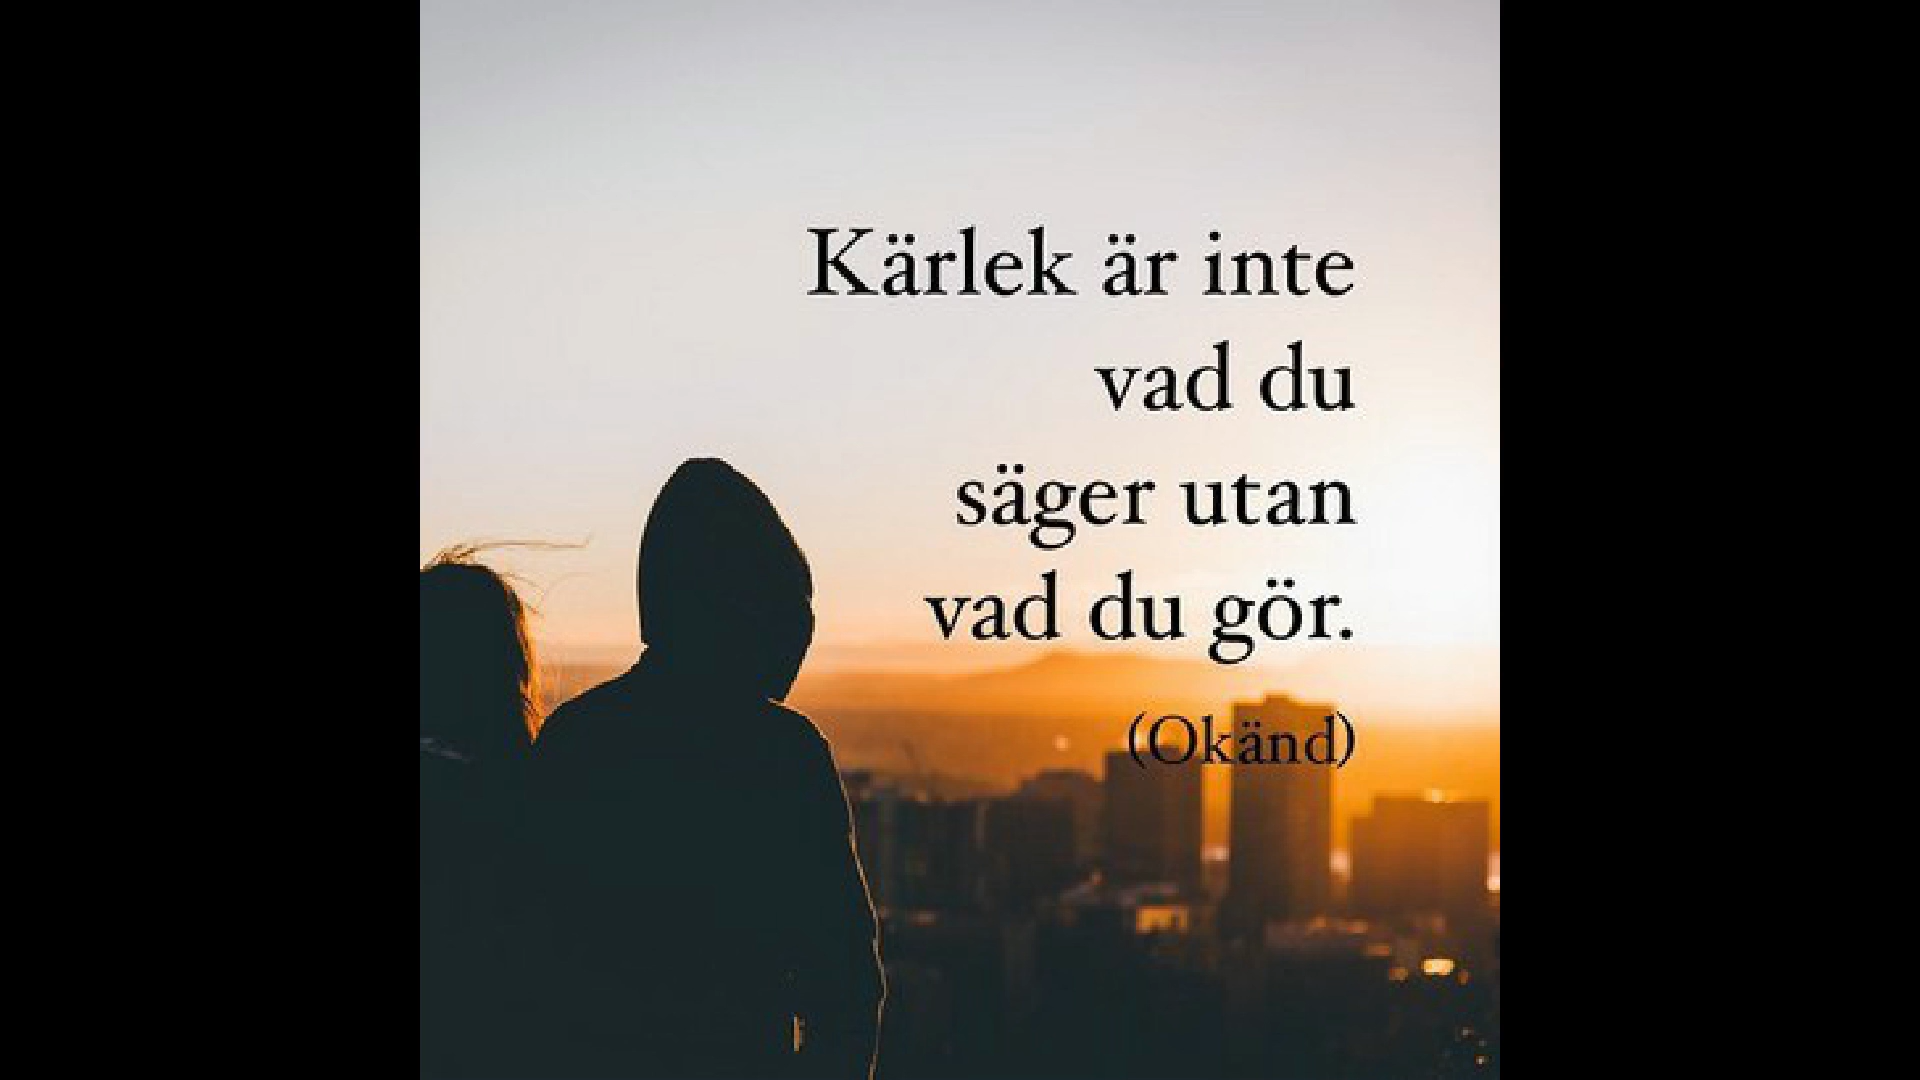 Kärlek är inte
vad du
säger utan
vad du gör.
(Okänd)